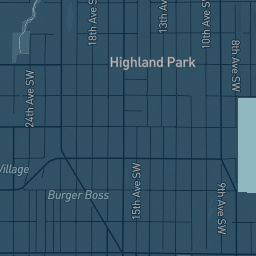 18th Ave S
13th Ave
10th Ave SW
8th Ave SW
Highland Park
24th Ave SW
Village
Burger Boss
15th Ave SW
9th Ave SW